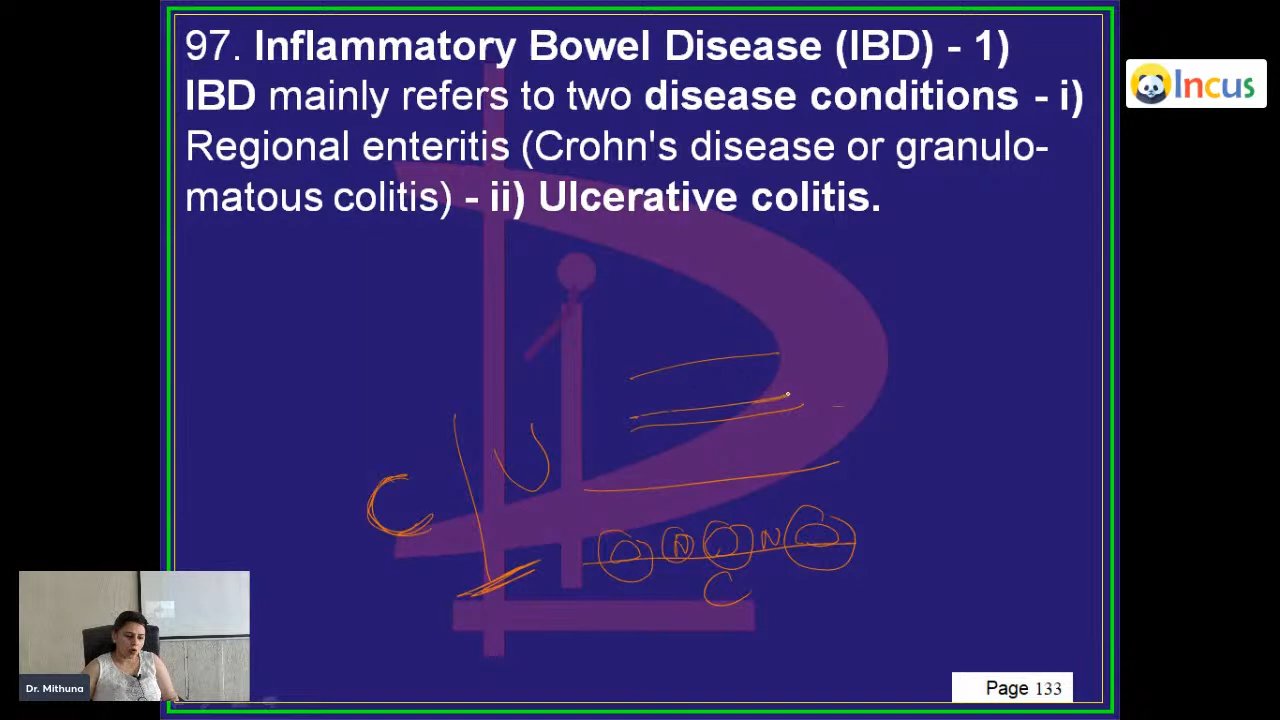 97. Inflammatory Bowel Disease (IBD) - 1)
IBD mainly refers to two disease conditions - i)
Regional enteritis (Crohn's disease or granulo-
matous colitis) - ii) Ulcerative colitis.
Incus
C U
N N
C
Dr. Mithuna
Page 133